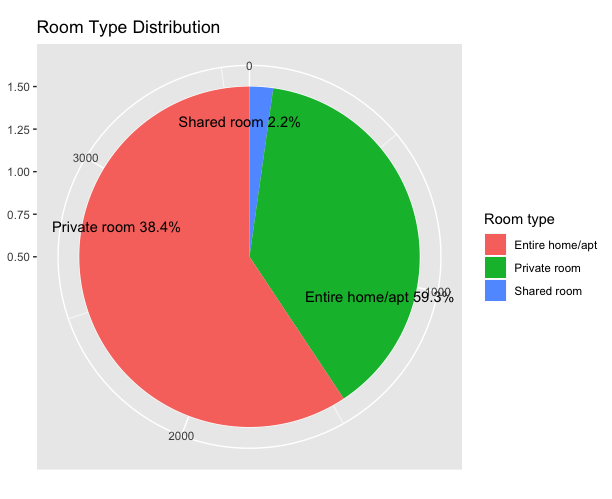 Room Type Distribution
0
1.50
1.25
Shared room 2.2%
1.00
3000
0.75
Private room 38.4%
0.50
1000
Entire home/apt 59.3%
2000
Room type
Entire home/apt
Private room
Shared room